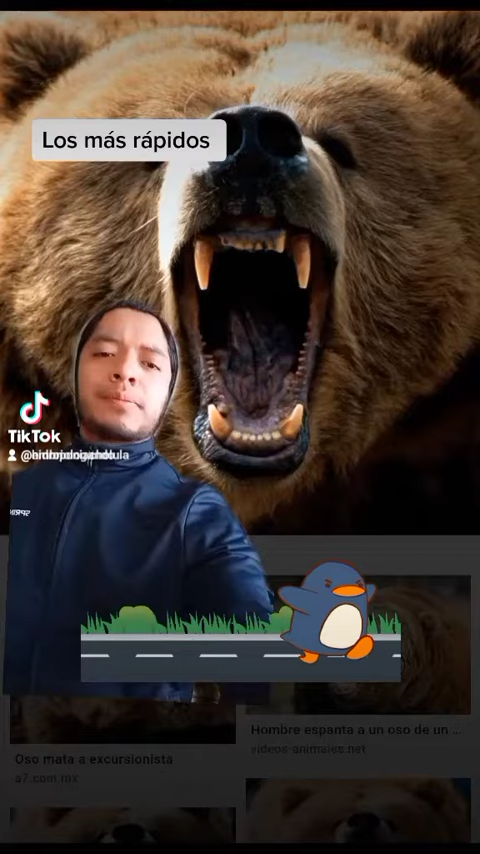 Los más rápidos
TikTok
Hombre espanta a un oso de un ...
videos-animales.net
Oso mata a excursionista
a7.com.mx